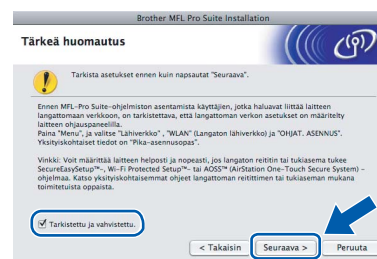 Brother MFL Pro Suite Installation
Tärkeä huomautus
Tarkista asetukset ennen kuin napsautat "Seuraava".
Ennen MFL-Pro Suite-ohjelmiston asentamista käyttäjien, jotka haluavat liittää laitteen
langattomaan verkkoon, on tarkistettava, että langattoman verkon asetukset on määritelty
laitteen ohjauspaneelilla.
Paina "Menu", ja valitse "Lähiverkko" , "WLAN" (Langaton lähiverkko) ja "OHJAT. ASENNUS".
Yksityiskohtaiset tiedot on "Pika-asennusopas".
Vinkki: Voit määrittää laitteen helposti ja nopeasti, jos langaton reititin tai tukiasema tukee
SecureEasySetup™-, Wi-Fi Protected Setup™- tai AOSS™ (AirStation One-Touch Secure System) -
ohjelmaa. Katso yksityiskohtaisemmat ohjeet langattoman reitittimen tai tukiaseman mukana
toimitetuista oppaista.
Tarkistettu ja vahvistettu.
< Takaisin
Seuraava >
Peruuta